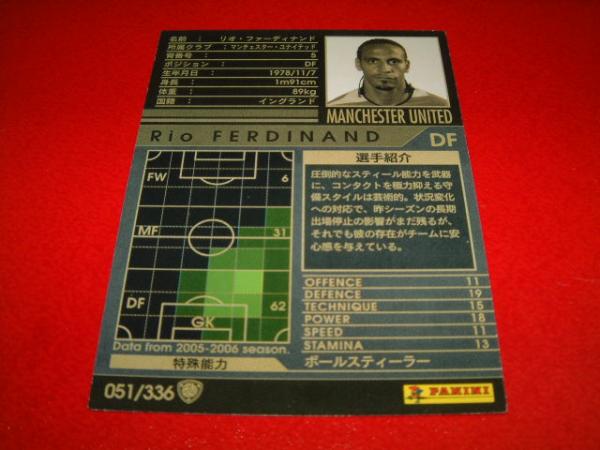 名前 : リオ・ファーディナンド
所属クラブ : マンチェスター・ユナイテッド
背番号 : 5
ポジション : DF
生年月日 : 1978/11/7
身長 : 1m91cm
体重 : 89kg
国籍 : イングランド
MANCHESTER UNITED
Rio FERDINAND DF
FW 6
MF 31
DF 62
GK
Data from 2005-2006 season.
選手紹介
圧倒的なスティール能力を武器
に、コンタクトを極力抑える守
備スタイルは芸術的。状況変化
への対応で、昨シーズンの長期
出場停止の影響がまだ残るが、
それでも彼の存在がチームに安
心感を与えている。
OFFENCE 11
DEFENCE 19
TECHNIQUE 15
POWER 18
SPEED 11
STAMINA 13
特殊能力 ボールスティーラー
051/336
PANINI